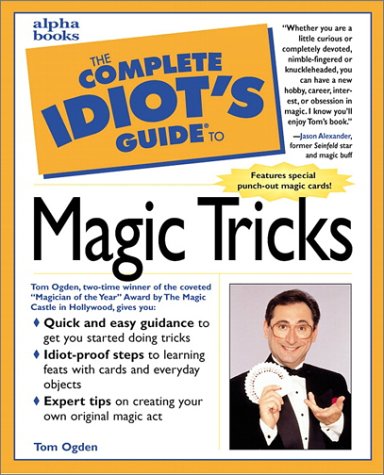 alpha
books
THE
COMPLETE
IDIOT'S
GUIDE® TO
"Whether you are a
little curious or
completely devoted,
nimble-fingered or
knuckleheaded, you
can have a new
hobby, career, inter-
est, or obsession in
magic. I know you'll
enjoy Tom's book."
—Jason Alexander,
former Seinfeld star
and magic buff
Features special
punch-out magic cards!
Magic Tricks
Tom Ogden, two-time winner of the coveted
"Magician of the Year" Award by The Magic
Castle in Hollywood, gives you:
♦ Quick and easy guidance to
get you started doing tricks
♦ Idiot-proof steps to learning
feats with cards and everyday
objects
♦ Expert tips on creating your
own original magic act
Tom Ogden